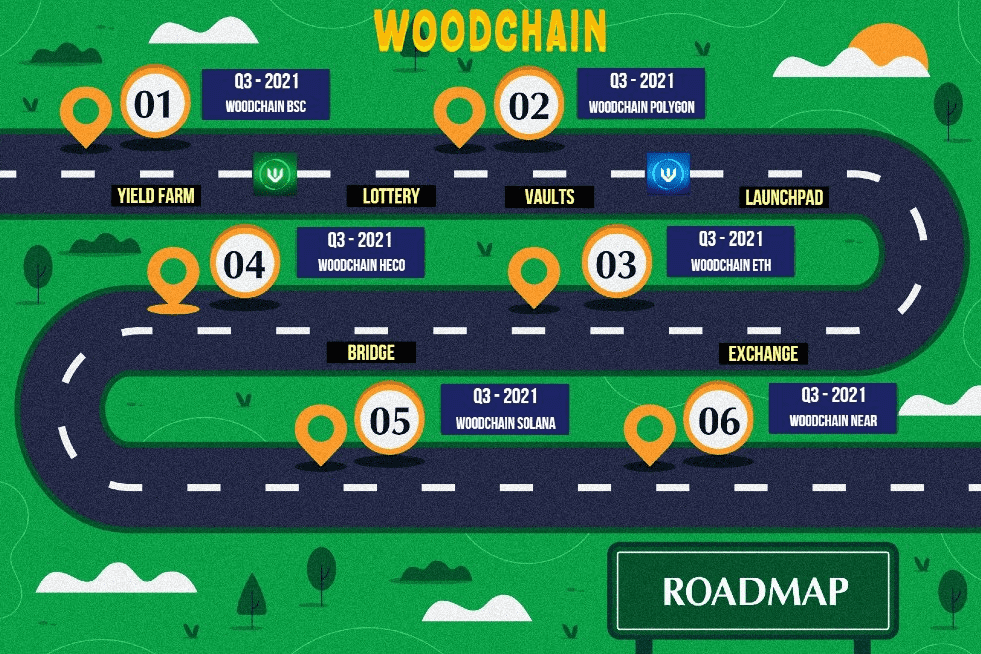 WOODCHAIN
01
Q3 - 2021
WOODCHAIN BSC
02
Q3 - 2021
WOODCHAIN POLYGON
YIELD FARM
LOTTERY
VAULTS
LAUNCHPAD
04
Q3 - 2021
WOODCHAIN HECO
03
Q3 - 2021
WOODCHAIN ETH
BRIDGE
EXCHANGE
05
Q3 - 2021
WOODCHAIN SOLANA
06
Q3 - 2021
WOODCHAIN NEAR
ROADMAP